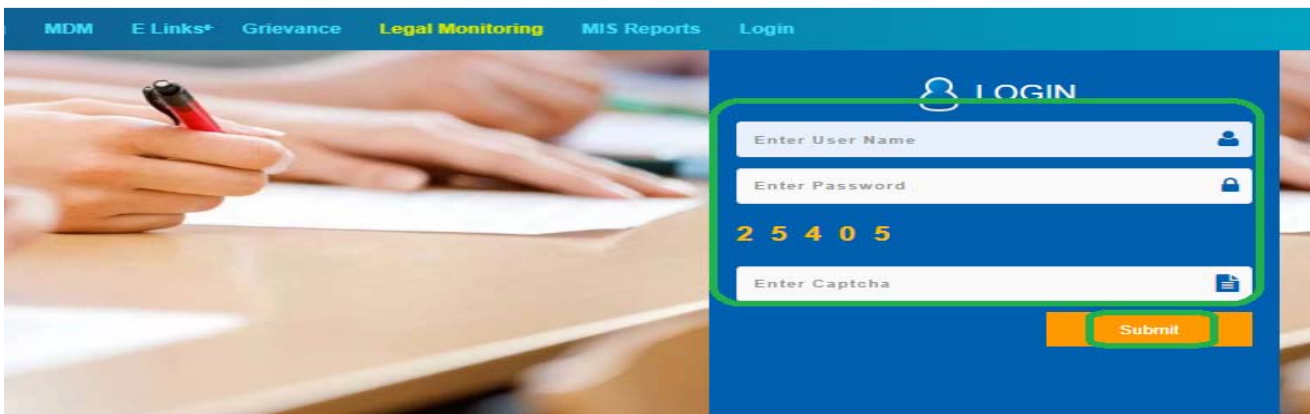 MDM E Links+ Grievance Legal Monitoring MIS Reports Login
LOGIN
Enter User Name
Enter Password
2 5 4 0 5
Enter Captcha
Submit